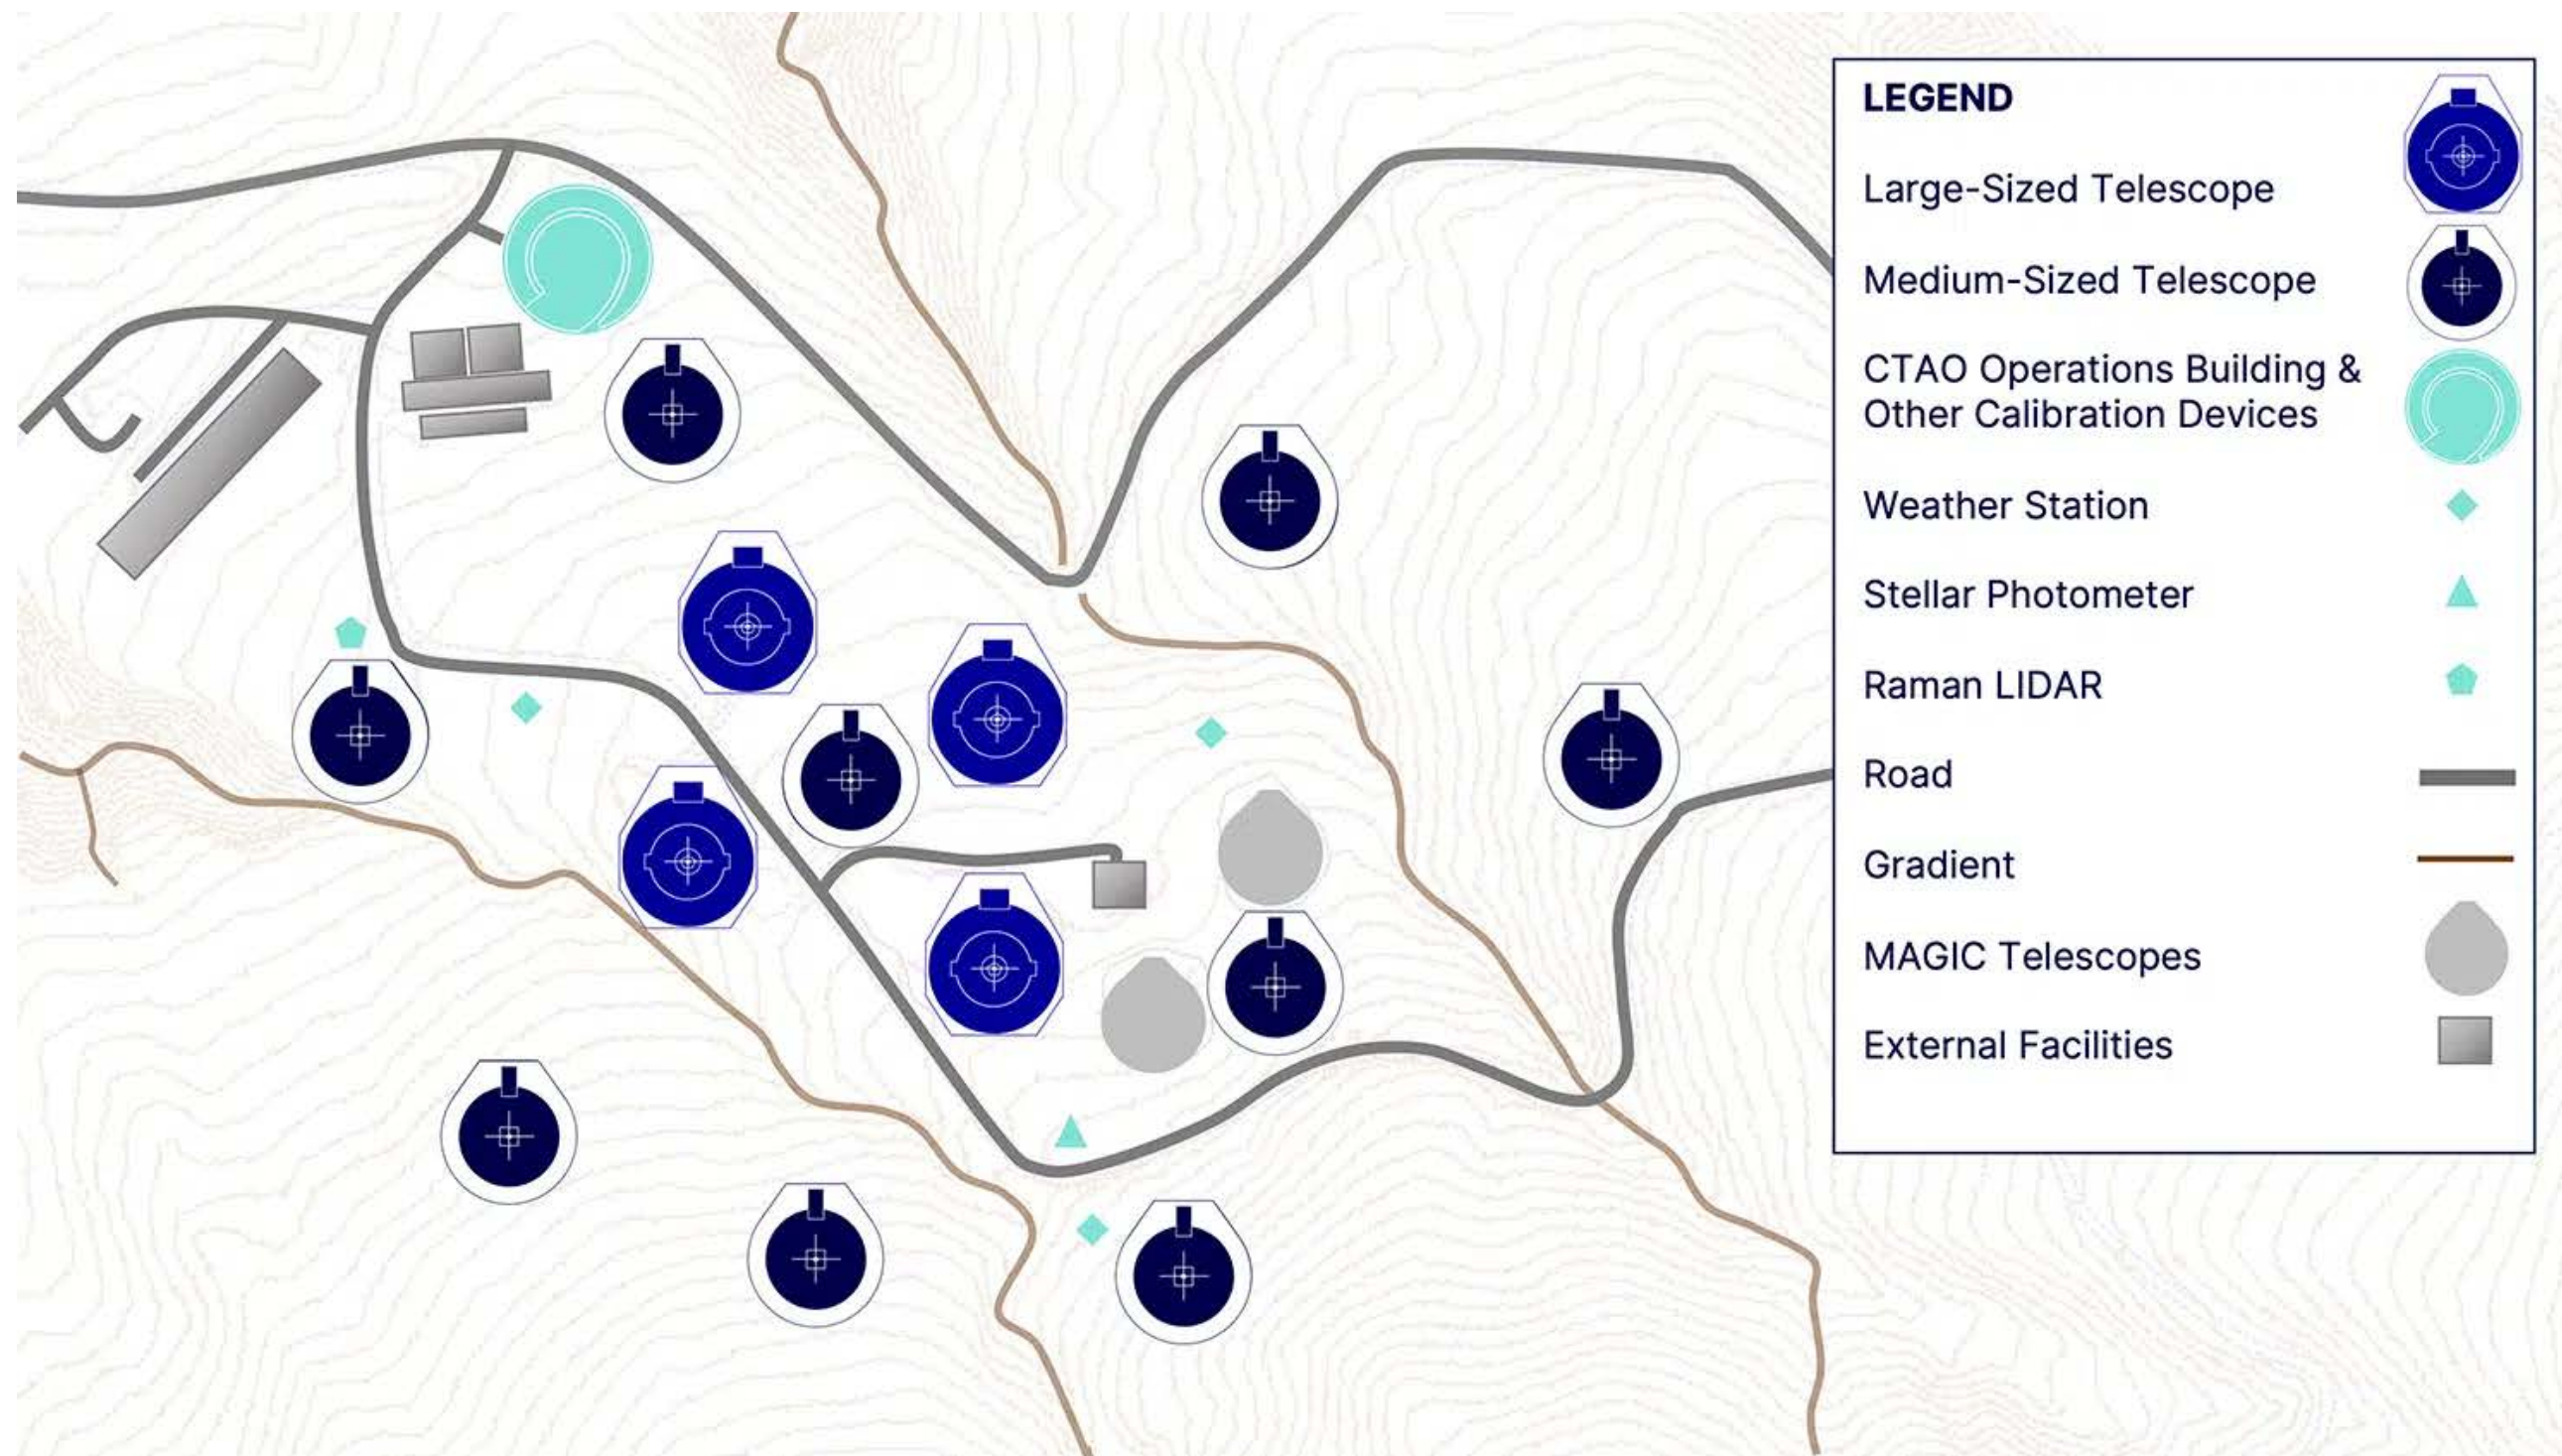 LEGEND
Large-Sized Telescope
Medium-Sized Telescope
CTAO Operations Building &
Other Calibration Devices
Weather Station
Stellar Photometer
Raman LIDAR
Road
Gradient
MAGIC Telescopes
External Facilities